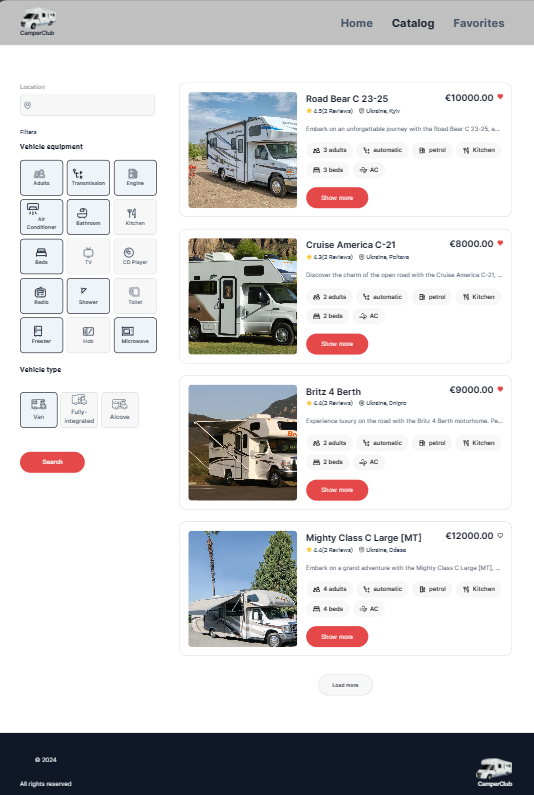 CamperClub
Home Catalog Favorites
Location
Filters
Vehicle equipment
Adults Transmission Engine
Air Conditioner Bathroom Kitchen
Beds TV CD Player
Radio Shower Toilet
Freezer Hob Microwave
Vehicle type
Van Fully-integrated Alcove
Search
Road Bear C 23-25 €10000.00
4.5(2 Reviews) Ukraine, Kyiv
Embark on an unforgettable journey with the Road Bear C 23-25, a...
3 adults automatic petrol Kitchen
3 beds AC
Show more
Cruise America C-21 €8000.00
4.3(2 Reviews) Ukraine, Poltava
Discover the charm of the open road with the Cruise America C-21, ...
2 adults automatic petrol Kitchen
2 beds AC
Show more
Britz 4 Berth €9000.00
4.4(2 Reviews) Ukraine, Dnipro
Experience luxury on the road with the Britz 4 Berth motorhome. Pe...
2 adults automatic petrol Kitchen
2 beds AC
Show more
Mighty Class C Large [MT] €12000.00
4.4(2 Reviews) Ukraine, Odesa
Embark on a grand adventure with the Mighty Class C Large [MT], ...
4 adults automatic petrol Kitchen
4 beds AC
Show more
Load more
© 2024
All rights reserved
CamperClub